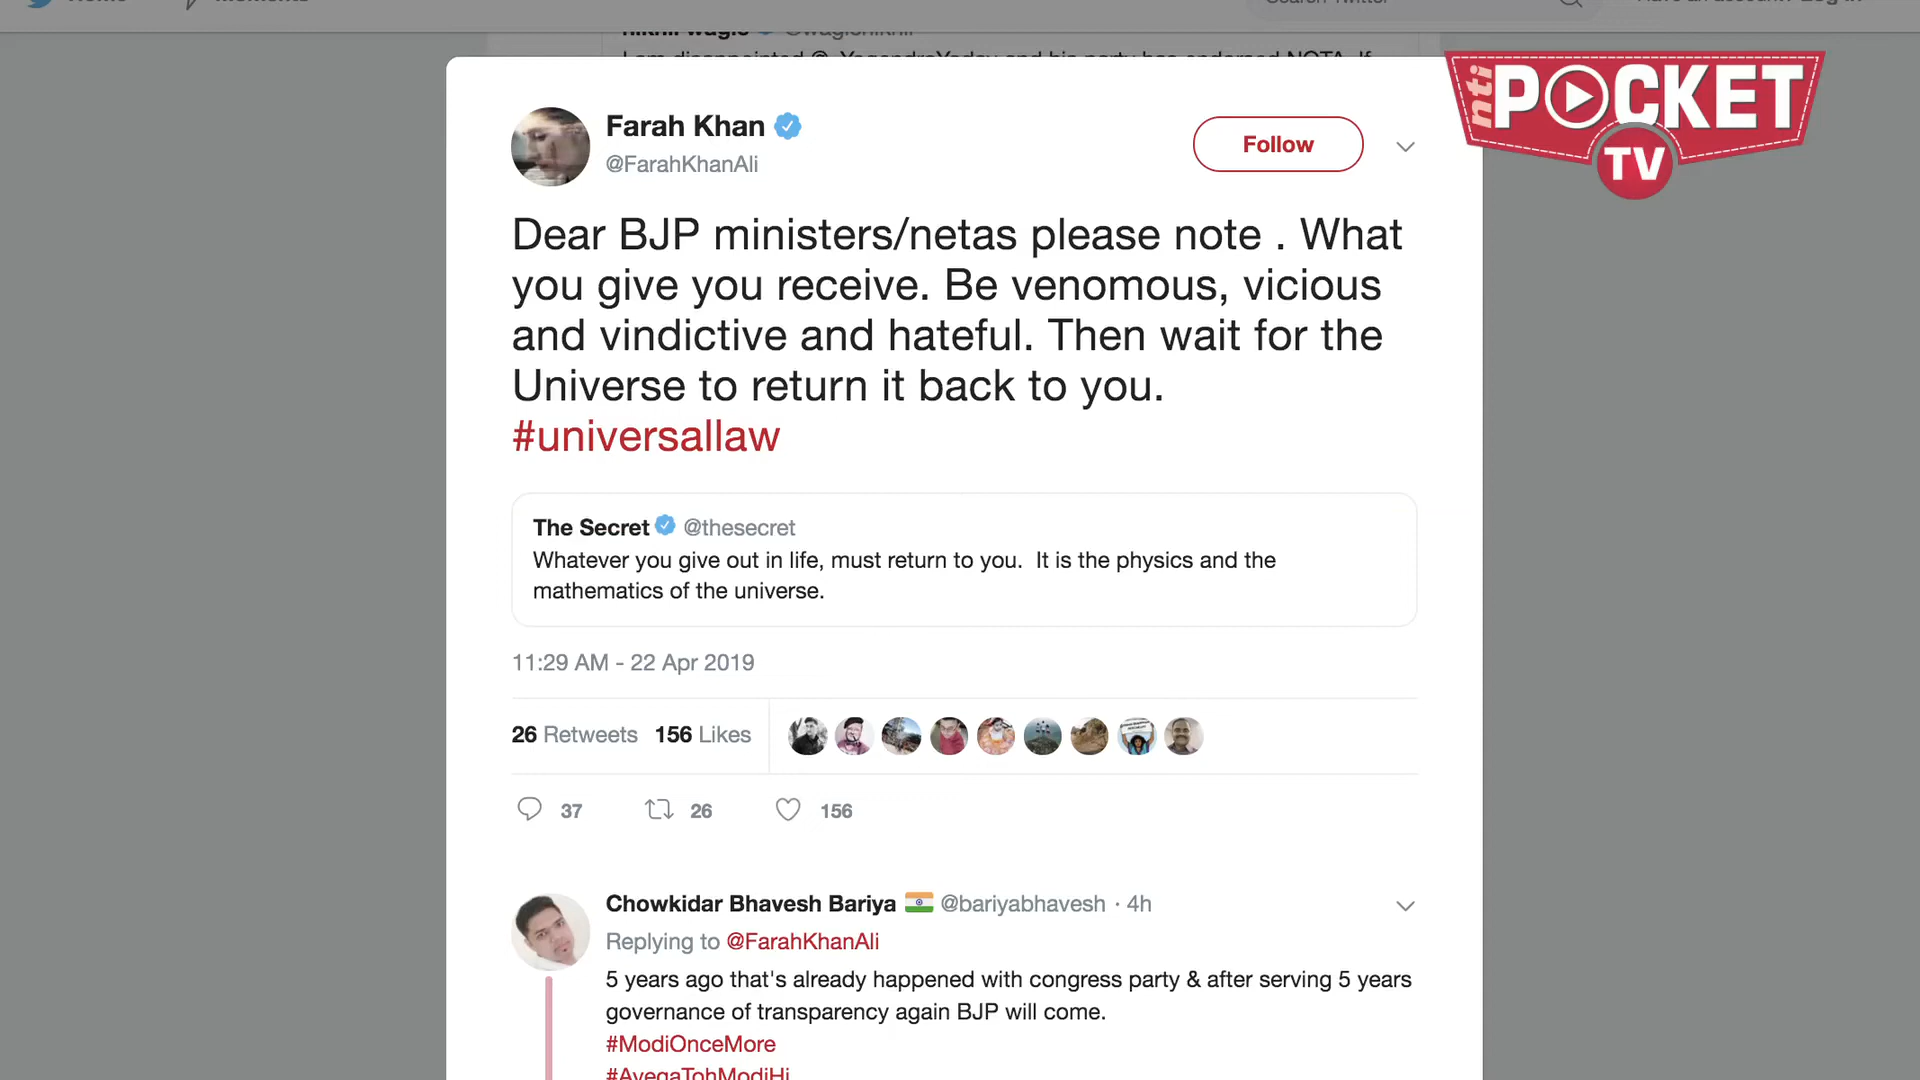 Farah Khan
@FarahKhanAli
Follow
nti POCKET
TV
Dear BJP ministers/netas please note . What
you give you receive. Be venomous, vicious
and vindictive and hateful. Then wait for the
Universe to return it back to you.
#universallaw
The Secret @thesecret
Whatever you give out in life, must return to you.  It is the physics and the
mathematics of the universe.
11:29 AM - 22 Apr 2019
26 Retweets 156 Likes
37 26 156
Chowkidar Bhavesh Bariya @bariyabhavesh · 4h
Replying to @FarahKhanAli
5 years ago that's already happened with congress party & after serving 5 years
governance of transparency again BJP will come.
#ModiOnceMore
#AyegaTohModiHi